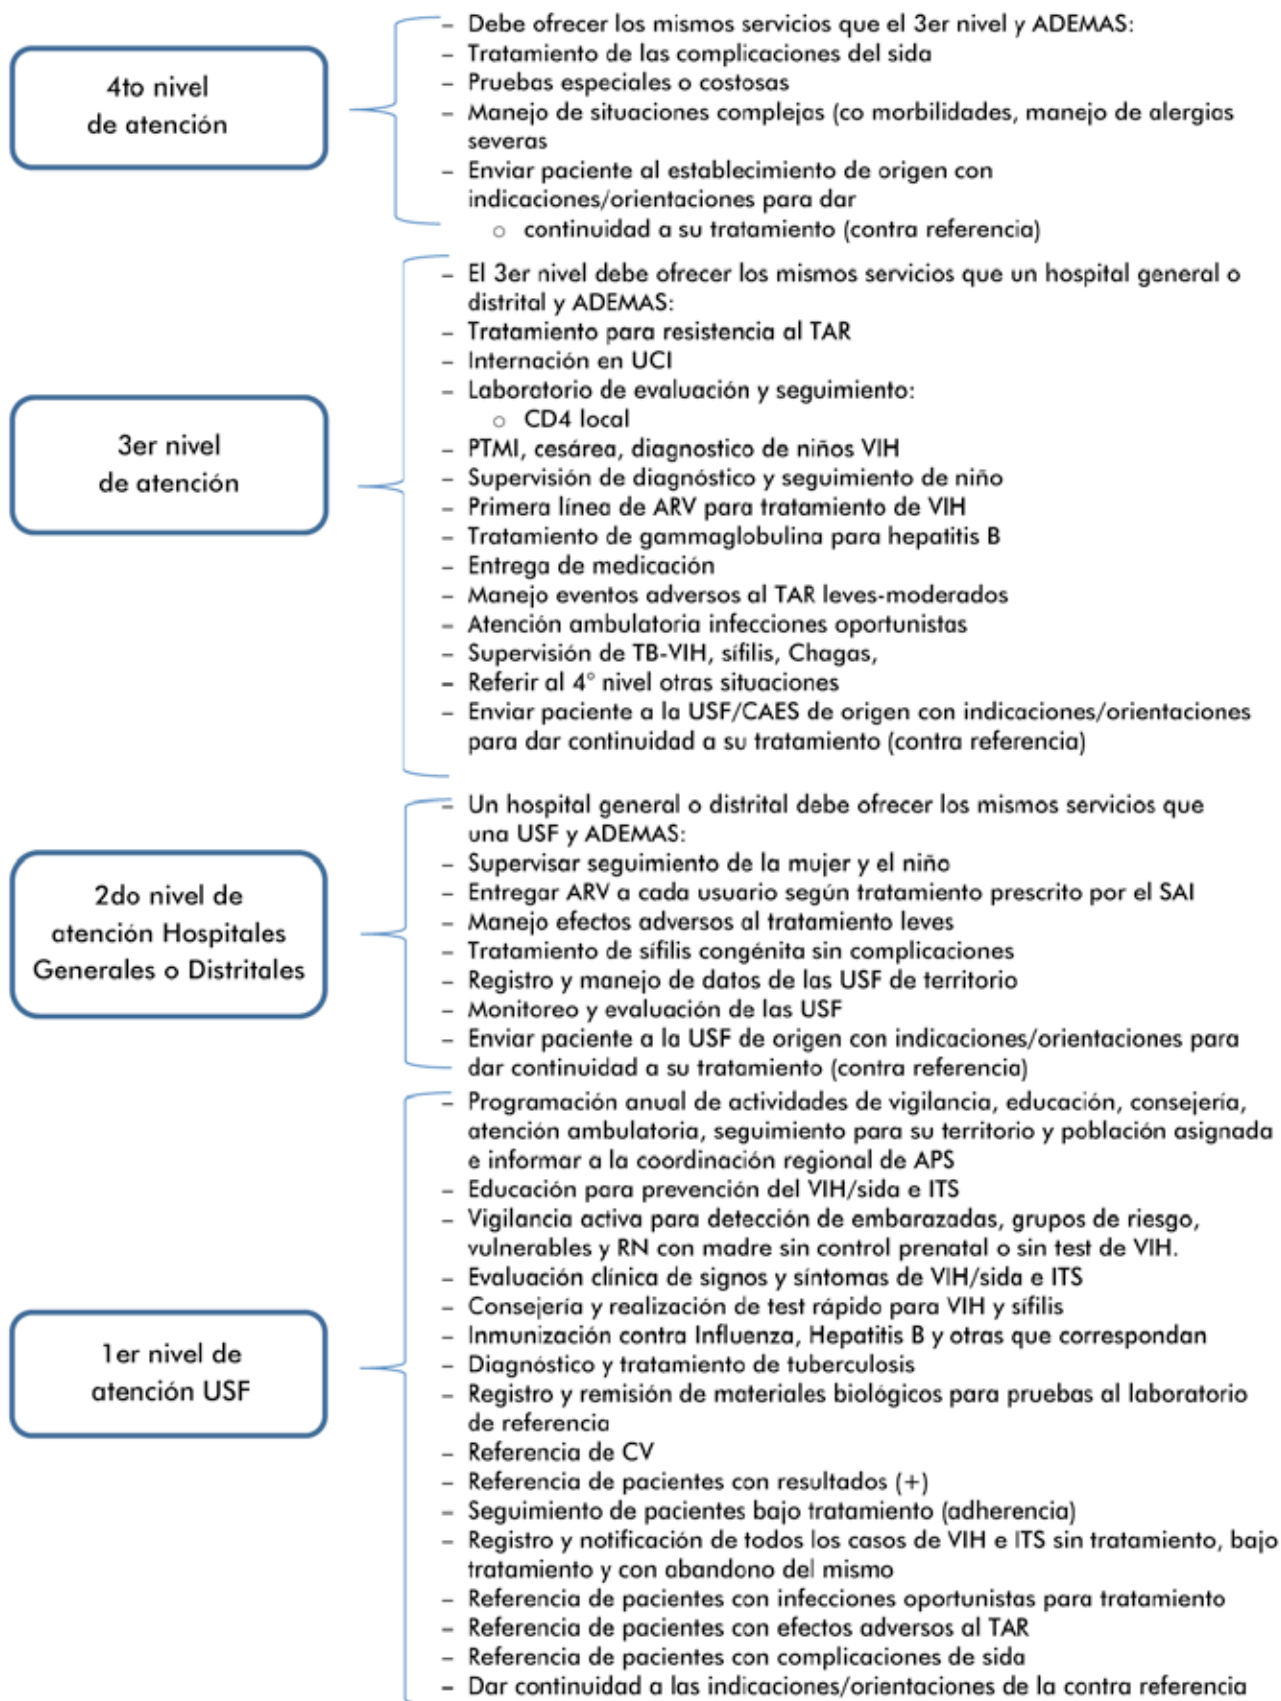 4to nivel
de atención
– Debe ofrecer los mismos servicios que el 3er nivel y ADEMAS:
– Tratamiento de las complicaciones del sida
– Pruebas especiales o costosas
– Manejo de situaciones complejas (co morbilidades, manejo de alergias
severas
– Enviar paciente al establecimiento de origen con
indicaciones/orientaciones para dar
○ continuidad a su tratamiento (contra referencia)
3er nivel
de atención
– El 3er nivel debe ofrecer los mismos servicios que un hospital general o
distrital y ADEMAS:
– Tratamiento para resistencia al TAR
– Internación en UCI
– Laboratorio de evaluación y seguimiento:
○ CD4 local
– PTMI, cesárea, diagnostico de niños VIH
– Supervisión de diagnóstico y seguimiento de niño
– Primera línea de ARV para tratamiento de VIH
– Tratamiento de gammaglobulina para hepatitis B
– Entrega de medicación
– Manejo eventos adversos al TAR leves-moderados
– Atención ambulatoria infecciones oportunistas
– Supervisión de TB-VIH, sífilis, Chagas,
– Referir al 4° nivel otras situaciones
– Enviar paciente a la USF/CAES de origen con indicaciones/orientaciones
para dar continuidad a su tratamiento (contra referencia)
2do nivel de
atención Hospitales
Generales o Distritales
– Un hospital general o distrital debe ofrecer los mismos servicios que
una USF y ADEMAS:
– Supervisar seguimiento de la mujer y el niño
– Entregar ARV a cada usuario según tratamiento prescrito por el SAI
– Manejo efectos adversos al tratamiento leves
– Tratamiento de sífilis congénita sin complicaciones
– Registro y manejo de datos de las USF de territorio
– Monitoreo y evaluación de las USF
– Enviar paciente a la USF de origen con indicaciones/orientaciones para
dar continuidad a su tratamiento (contra referencia)
1er nivel de
atención USF
– Programación anual de actividades de vigilancia, educación, consejería,
atención ambulatoria, seguimiento para su territorio y población asignada
e informar a la coordinación regional de APS
– Educación para prevención del VIH/sida e ITS
– Vigilancia activa para detección de embarazadas, grupos de riesgo,
vulnerables y RN con madre sin control prenatal o sin test de VIH.
– Evaluación clínica de signos y síntomas de VIH/sida e ITS
– Consejería y realización de test rápido para VIH y sífilis
– Inmunización contra Influenza, Hepatitis B y otras que correspondan
– Diagnóstico y tratamiento de tuberculosis
– Registro y remisión de materiales biológicos para pruebas al laboratorio
de referencia
– Referencia de CV
– Referencia de pacientes con resultados (+)
– Seguimiento de pacientes bajo tratamiento (adherencia)
– Registro y notificación de todos los casos de VIH e ITS sin tratamiento, bajo
tratamiento y con abandono del mismo
– Referencia de pacientes con infecciones oportunistas para tratamiento
– Referencia de pacientes con efectos adversos al TAR
– Referencia de pacientes con complicaciones de sida
– Dar continuidad a las indicaciones/orientaciones de la contra referencia